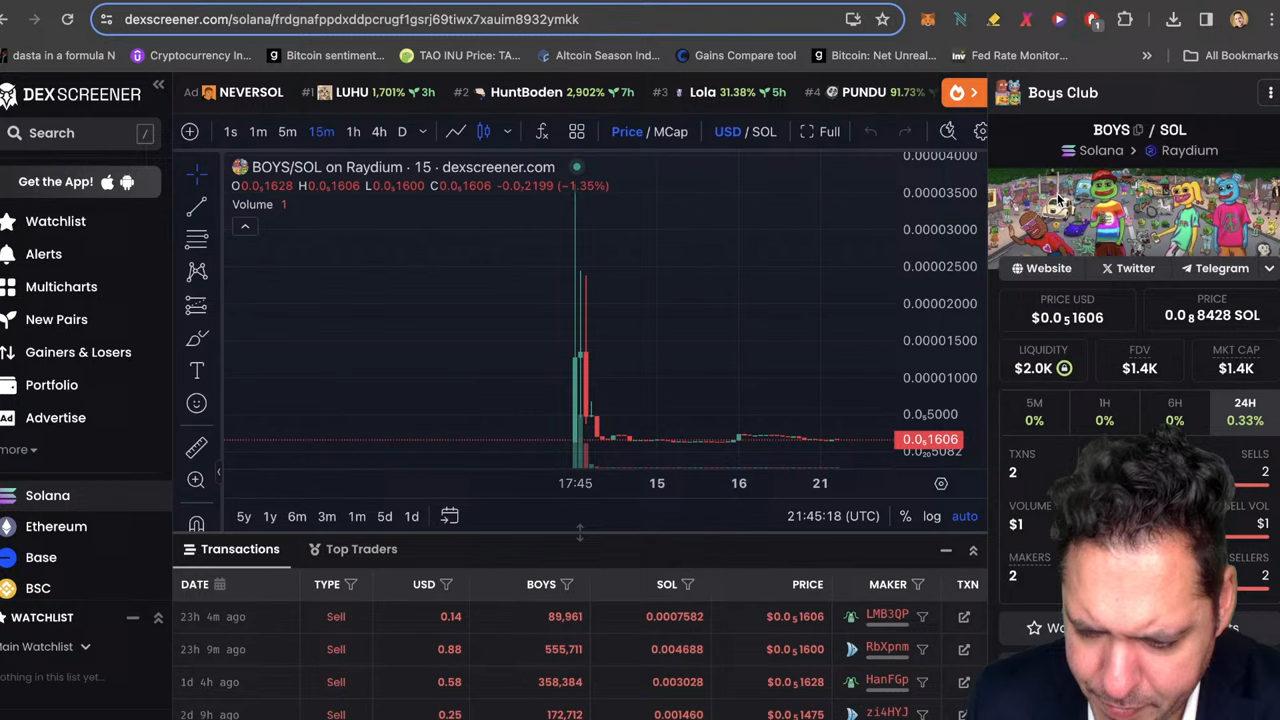 dexscreener.com/solana/frdgnafppdxddpcrugf1gsrj69tiwx7xauim8932ymkk
1
dasta in a formula N
Cryptocurrency In...
Bitcoin sentiment...
TAO INU Price: TA...
Altcoin Season Ind...
Gains Compare tool
Bitcoin: Net Unreal...
Inv Fed Rate Monitor...
»
All Bookmarks
DEXSCREENER
Search /
Get the App!
Watchlist
Alerts
Multicharts
New Pairs
Gainers & Losers
Portfolio
Ad Advertise
more
Solana
Ethereum
Base
BSC
WATCHLIST
Main Watchlist
Nothing in this list yet...
Ad NEVERSOL #1 LUHU 1,701% 3h #2 HuntBoden 2,902% 7h #3 Lola 31.38% 5h #4 PUNDU 91.73%
1s 1m 5m 15m 1h 4h D Price / MCap USD / SOL Full
BOYS/SOL on Raydium · 15 · dexscreener.com
O0.0₅1628 H0.0₅1606 L0.0₅1600 C0.0₅1606 -0.0₇2199 (−1.35%)
Volume 1
0.00004000
0.00003500
0.00003000
0.00002500
0.00002000
0.00001500
0.00001000
0.0₅5000
0.0₅1606
0.0₂₀5082
17:45 15 16 21
5y 1y 6m 3m 1m 5d 1d 21:45:18 (UTC) % log auto
Transactions Top Traders
DATE TYPE USD BOYS SOL PRICE MAKER TXN
23h 4m ago Sell 0.14 89,961 0.0007582 $0.0₅1606 LMB3QP
23h 9m ago Sell 0.88 555,711 0.004688 $0.0₅1600 RbXpnm
1d 4h ago Sell 0.58 358,384 0.003028 $0.0₅1628 HanFGp
2d 9h ago Sell 0.25 172,712 0.001460 $0.0₅1475 zi4HYJ
Boys Club
BOYS / SOL
Solana > Raydium
Website Twitter Telegram
PRICE USD
$0.0₅1606
PRICE
0.0₈8428 SOL
LIQUIDITY
$2.0K
FDV
$1.4K
MKT CAP
$1.4K
5M 1H 6H 24H
0% 0% 0% 0.33%
TXNS
2
SELLS
2
VOLUME
$1
SELL VOL
$1
MAKERS
2
SELLERS
2